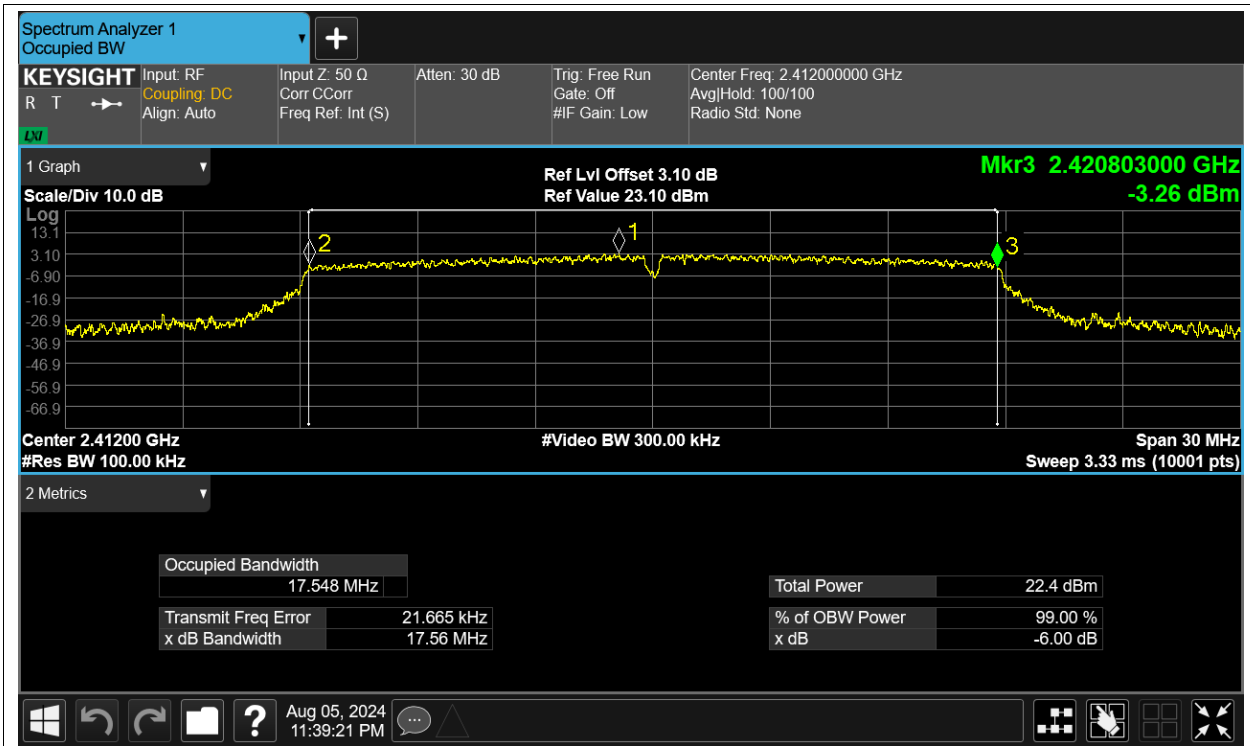 Spectrum Analyzer 1
Occupied BW
KEYSIGHT
R T
LXI
Input: RF
Coupling: DC
Align: Auto
Input Z: 50 Ω
Corr CCorr
Freq Ref: Int (S)
Atten: 30 dB
Trig: Free Run
Gate: Off
#IF Gain: Low
Center Freq: 2.412000000 GHz
Avg|Hold: 100/100
Radio Std: None
1 Graph
Scale/Div 10.0 dB
Ref Lvl Offset 3.10 dB
Ref Value 23.10 dBm
Mkr3 2.420803000 GHz
-3.26 dBm
Log
13.1
3.10
-6.90
-16.9
-26.9
-36.9
-46.9
-56.9
-66.9
2
1
3
Center 2.41200 GHz
#Res BW 100.00 kHz
#Video BW 300.00 kHz
Span 30 MHz
Sweep 3.33 ms (10001 pts)
2 Metrics
Occupied Bandwidth
17.548 MHz
Transmit Freq Error 21.665 kHz
x dB Bandwidth 17.56 MHz
Total Power 22.4 dBm
% of OBW Power 99.00 %
x dB -6.00 dB
?
Aug 05, 2024
11:39:21 PM